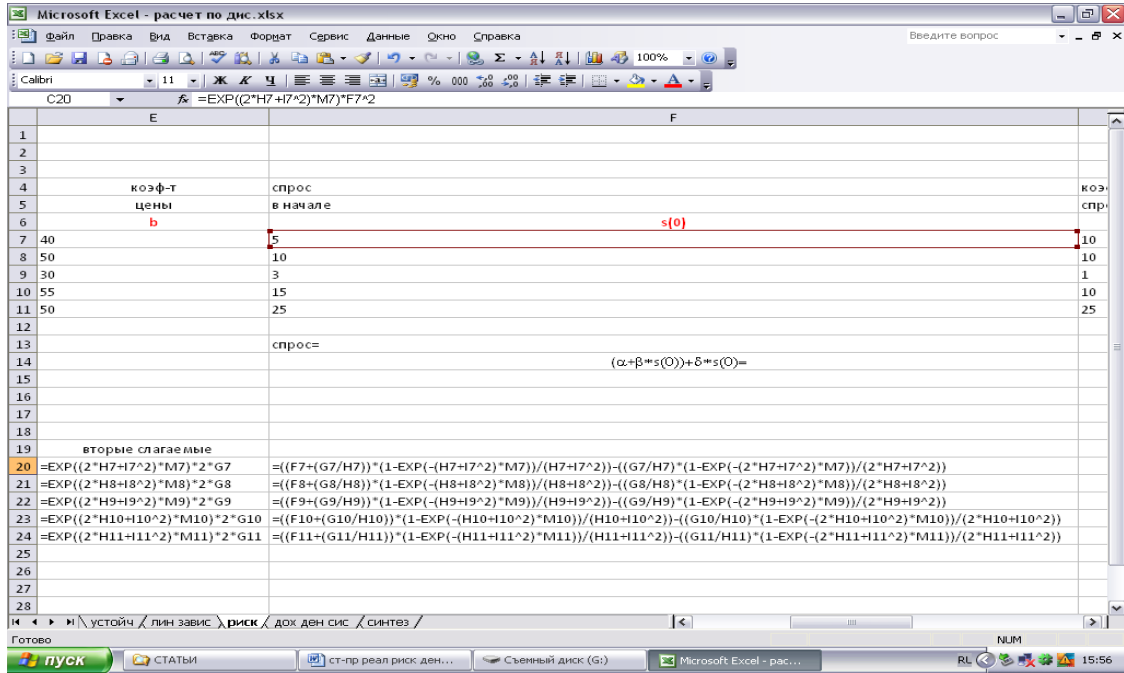 Microsoft Excel - расчет по днс.xlsx
Файл Правка Вид Вставка Формат Сервис Данные Окно Справка Введите вопрос
100%
Calibri 11 Ж К Ч % 000
C20 fx =EXP((2*H7+I7^2)*M7)*F7^2
E F
1
2
3
4 коэф-т спрос коэ
5 цены в начале спр
6 b s(0)
7 40 5 10
8 50 10 10
9 30 3 1
10 55 15 10
11 50 25 25
12
13 спрос=
14 (α+β*s(0))+δ*s(0)=
15
16
17
18
19 вторые слагаемые
20 =EXP((2*H7+I7^2)*M7)*2*G7 =((F7+(G7/H7))*(1-EXP(-(H7+I7^2)*M7))/(H7+I7^2))-((G7/H7)*(1-EXP(-(2*H7+I7^2)*M7))/(2*H7+I7^2))
21 =EXP((2*H8+I8^2)*M8)*2*G8 =((F8+(G8/H8))*(1-EXP(-(H8+I8^2)*M8))/(H8+I8^2))-((G8/H8)*(1-EXP(-(2*H8+I8^2)*M8))/(2*H8+I8^2))
22 =EXP((2*H9+I9^2)*M9)*2*G9 =((F9+(G9/H9))*(1-EXP(-(H9+I9^2)*M9))/(H9+I9^2))-((G9/H9)*(1-EXP(-(2*H9+I9^2)*M9))/(2*H9+I9^2))
23 =EXP((2*H10+I10^2)*M10)*2*G10 =((F10+(G10/H10))*(1-EXP(-(H10+I10^2)*M10))/(H10+I10^2))-((G10/H10)*(1-EXP(-(2*H10+I10^2)*M10))/(2*H10+I10^2))
24 =EXP((2*H11+I11^2)*M11)*2*G11 =((F11+(G11/H11))*(1-EXP(-(H11+I11^2)*M11))/(H11+I11^2))-((G11/H11)*(1-EXP(-(2*H11+I11^2)*M11))/(2*H11+I11^2))
25
26
27
28
устойч лин завис риск дох ден сис синтез
Готово NUM
пуск СТАТЬИ ст-пр реал риск ден... Съемный диск (G:) Microsoft Excel - рас... RL 15:56